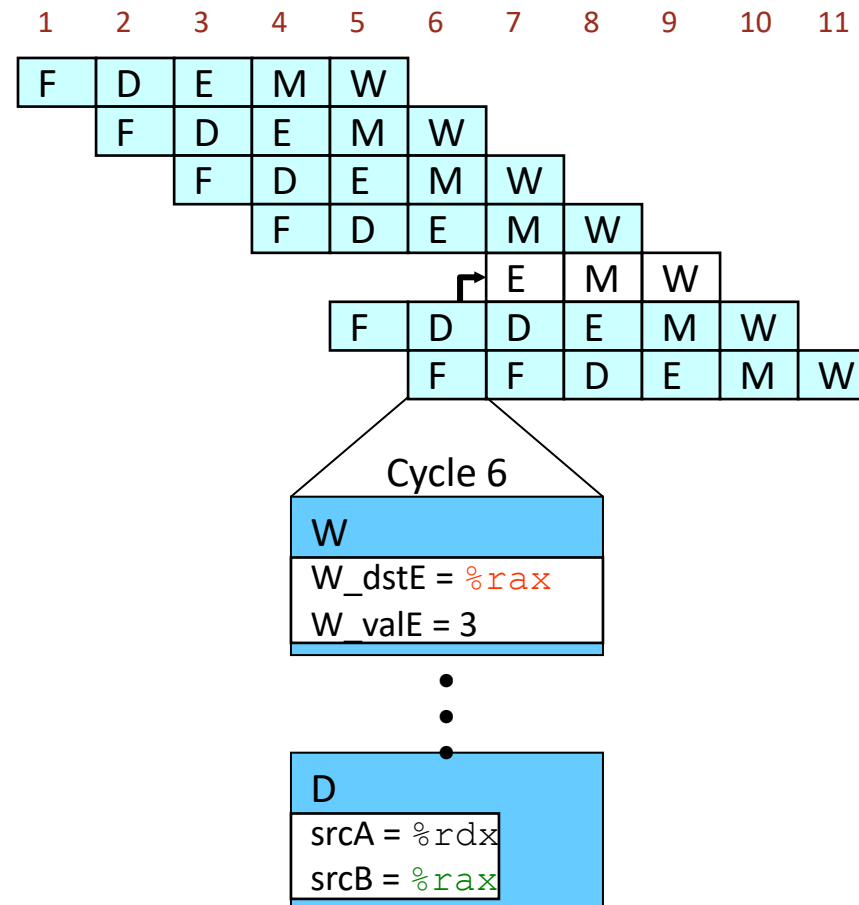 1 2 3 4 5 6 7 8 9 10 11
F D E M W
F D E M W
F D E M W
F D E M W
E M W
F D D E M W
F F D E M W
Cycle 6
W
W_dstE = %rax
W_valE = 3
D
srcA = %rdx
srcB = %rax